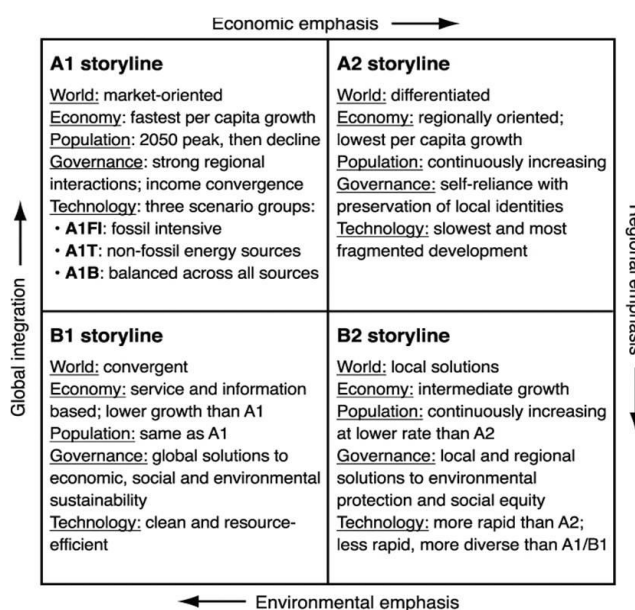 Economic emphasis
A1 storyline
World: market-oriented
Economy: fastest per capita growth
Population: 2050 peak, then decline
Governance: strong regional
interactions; income convergence
Technology: three scenario groups:
• A1FI: fossil intensive
• A1T: non-fossil energy sources
• A1B: balanced across all sources
A2 storyline
World: differentiated
Economy: regionally oriented;
lowest per capita growth
Population: continuously increasing
Governance: self-reliance with
preservation of local identities
Technology: slowest and most
fragmented development
Global integration
Regional emphasis
B1 storyline
World: convergent
Economy: service and information
based; lower growth than A1
Population: same as A1
Governance: global solutions to
economic, social and environmental
sustainability
Technology: clean and resource-
efficient
B2 storyline
World: local solutions
Economy: intermediate growth
Population: continuously increasing
at lower rate than A2
Governance: local and regional
solutions to environmental
protection and social equity
Technology: more rapid than A2;
less rapid, more diverse than A1/B1
Environmental emphasis